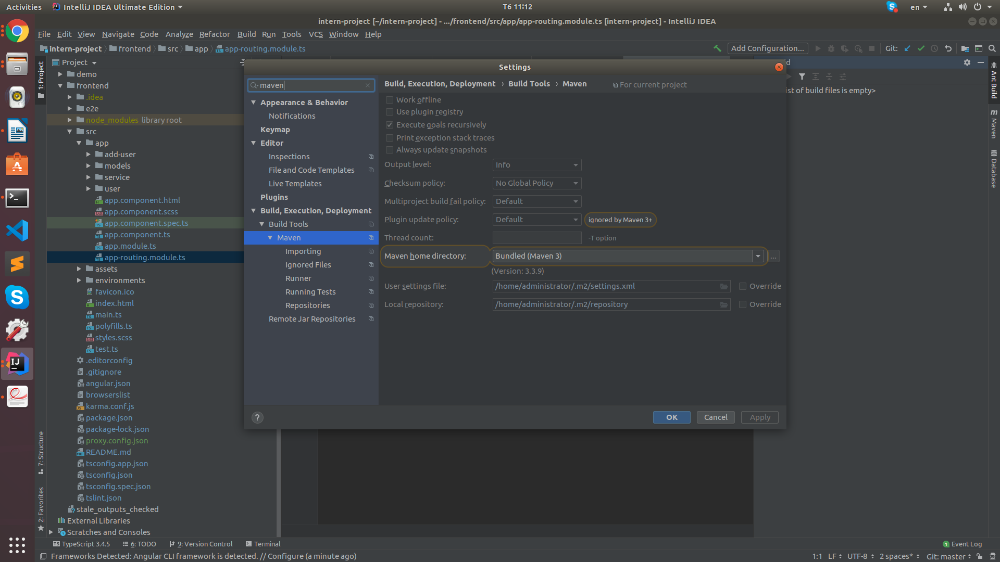 Activities IntelliJ IDEA Ultimate Edition T6 11:12 en
intern-project [~/intern-project] - .../frontend/src/app/app-routing.module.ts [intern-project] - IntelliJ IDEA
File Edit View Navigate Code Analyze Refactor Build Run Tools VCS Window Help
intern-project frontend src app app-routing.module.ts Add Configuration... Git:
1: Project
Project
demo
frontend
.idea
e2e
node_modules library root
src
app
add-user
models
service
user
app.component.html
app.component.scss
app.component.spec.ts
app.component.ts
app.module.ts
app-routing.module.ts
assets
environments
favicon.ico
index.html
main.ts
polyfills.ts
styles.scss
test.ts
.editorconfig
.gitignore
angular.json
browserslist
karma.conf.js
package.json
package-lock.json
proxy.config.json
README.md
tsconfig.app.json
tsconfig.json
tsconfig.spec.json
tslint.json
stale_outputs_checked
External Libraries
Scratches and Consoles
7: Structure
2: Favorites
Settings
maven
Appearance & Behavior
Notifications
Keymap
Editor
Inspections
File and Code Templates
Live Templates
Plugins
Build, Execution, Deployment
Build Tools
Maven
Importing
Ignored Files
Runner
Running Tests
Repositories
Remote Jar Repositories
Build, Execution, Deployment › Build Tools › Maven For current project
Work offline
Use plugin registry
Execute goals recursively
Print exception stack traces
Always update snapshots
Output level: Info
Checksum policy: No Global Policy
Multiproject build fail policy: Default
Plugin update policy: Default ignored by Maven 3+
Thread count: -T option
Maven home directory: Bundled (Maven 3) ...
(Version: 3.3.9)
User settings file: /home/administrator/.m2/settings.xml Override
Local repository: /home/administrator/.m2/repository Override
? OK Cancel Apply
d
ist of build files is empty>
Ant Build
m Maven
Database
TypeScript 3.4.5 6: TODO 9: Version Control Terminal 1 Event Log
Frameworks Detected: Angular CLI framework is detected. // Configure (a minute ago) 1:1 LF UTF-8 2 spaces* Git: master